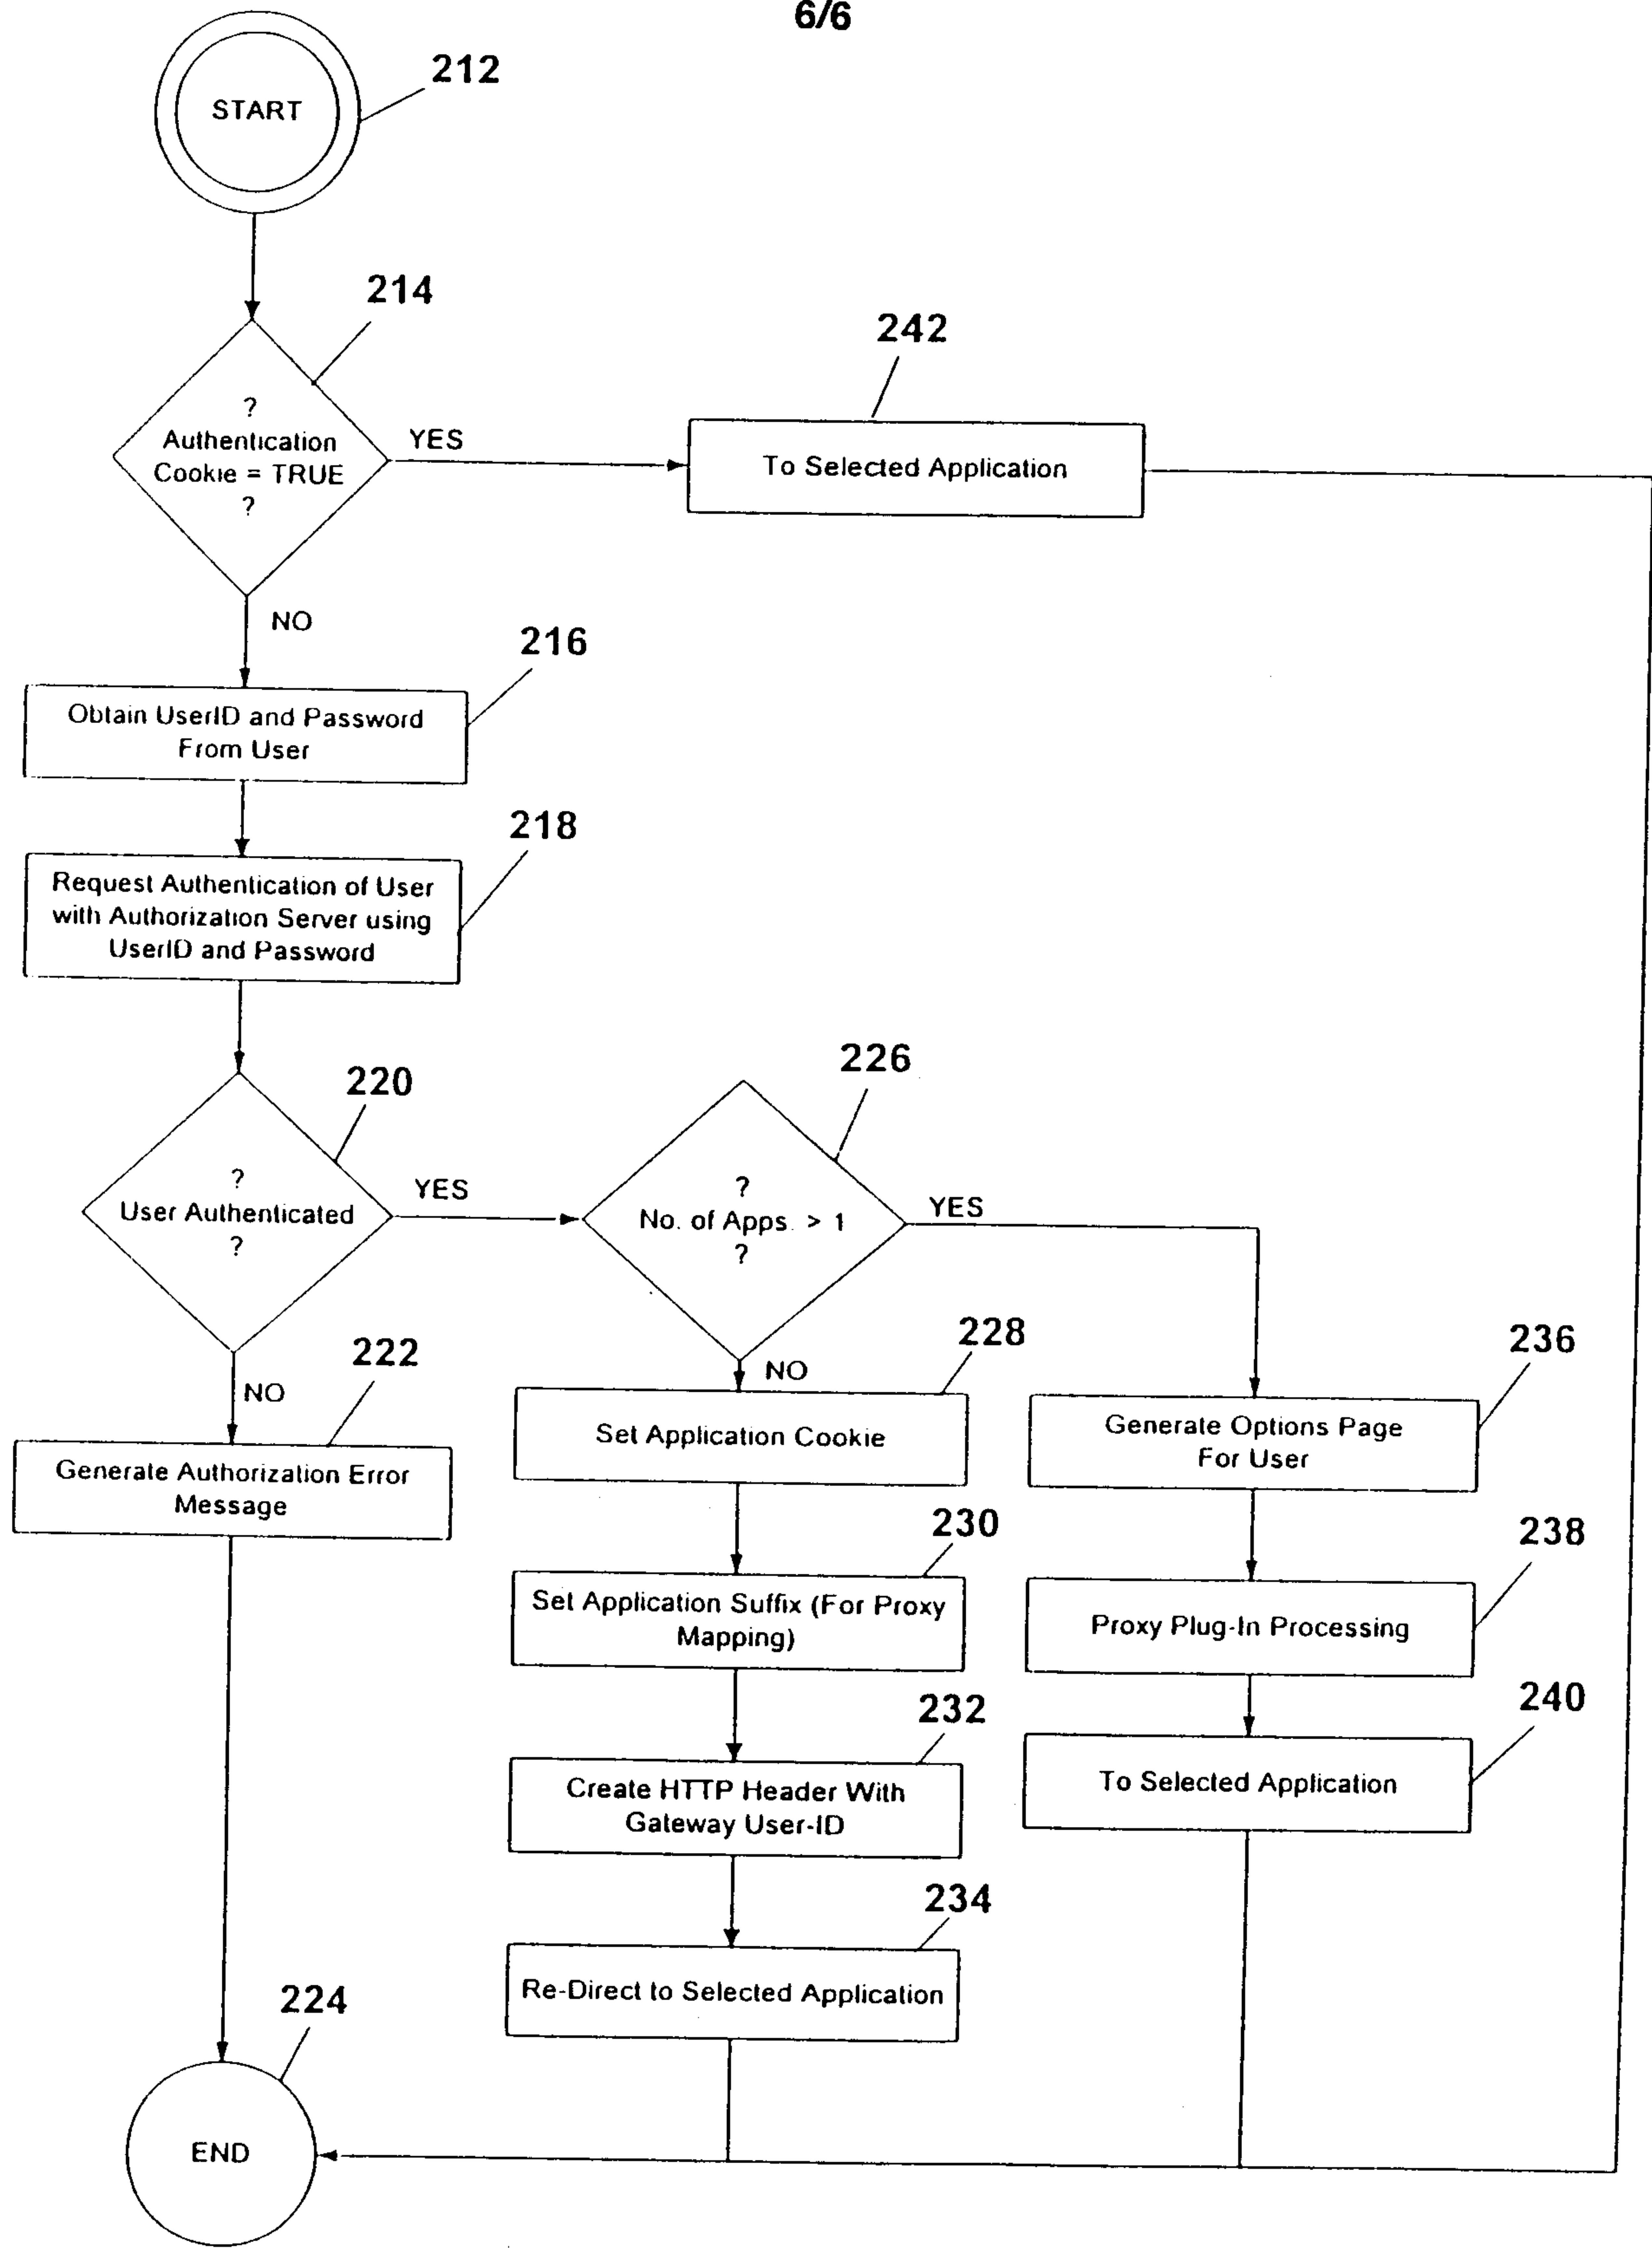 6/6
212
START
214
?
Authentication
Cookie = TRUE
?
YES
242
To Selected Application
NO
216
Obtain UserID and Password
From User
218
Request Authentication of User
with Authorization Server using
UserID and Password
220
?
User Authenticated
?
YES
226
?
No. of Apps. > 1
?
YES
NO
222
Generate Authorization Error
Message
NO
228
Set Application Cookie
230
Set Application Suffix (For Proxy
Mapping)
232
Create HTTP Header With
Gateway User-ID
234
Re-Direct to Selected Application
236
Generate Options Page
For User
238
Proxy Plug-In Processing
240
To Selected Application
224
END